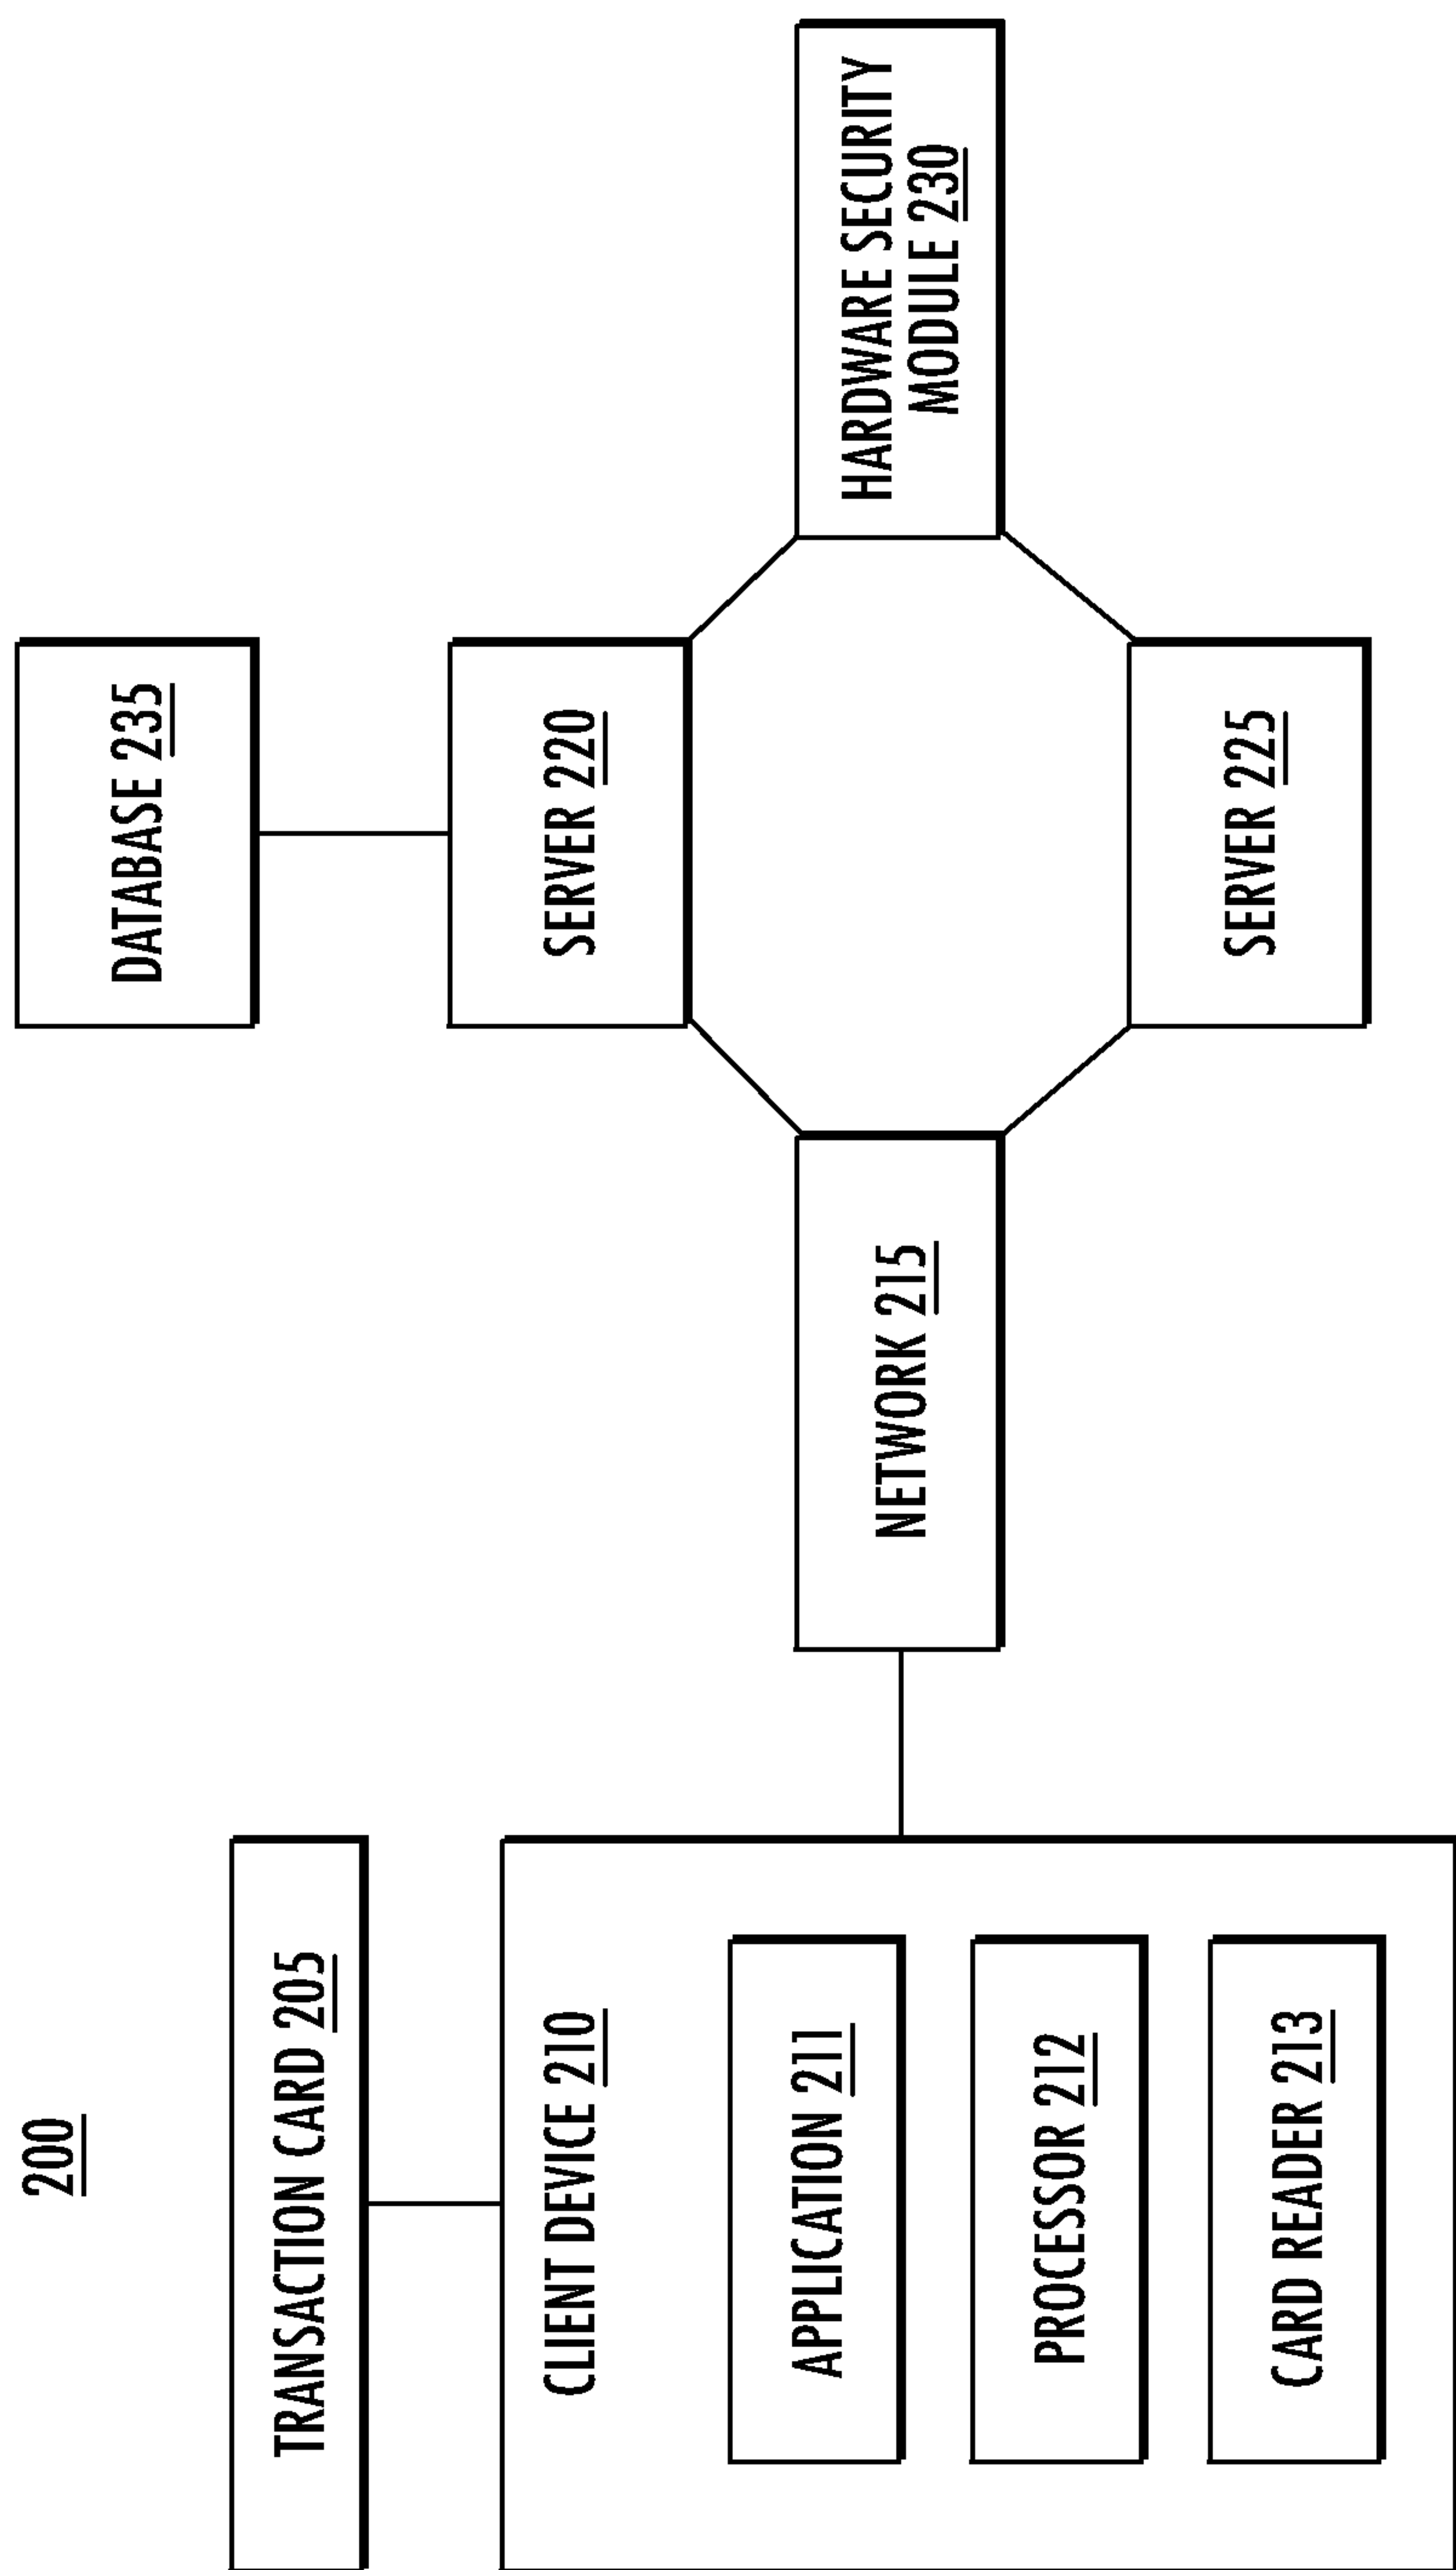 200
TRANSACTION CARD 205
CLIENT DEVICE 210
APPLICATION 211
PROCESSOR 212
CARD READER 213
NETWORK 215
DATABASE 235
SERVER 220
SERVER 225
HARDWARE SECURITY
MODULE 230